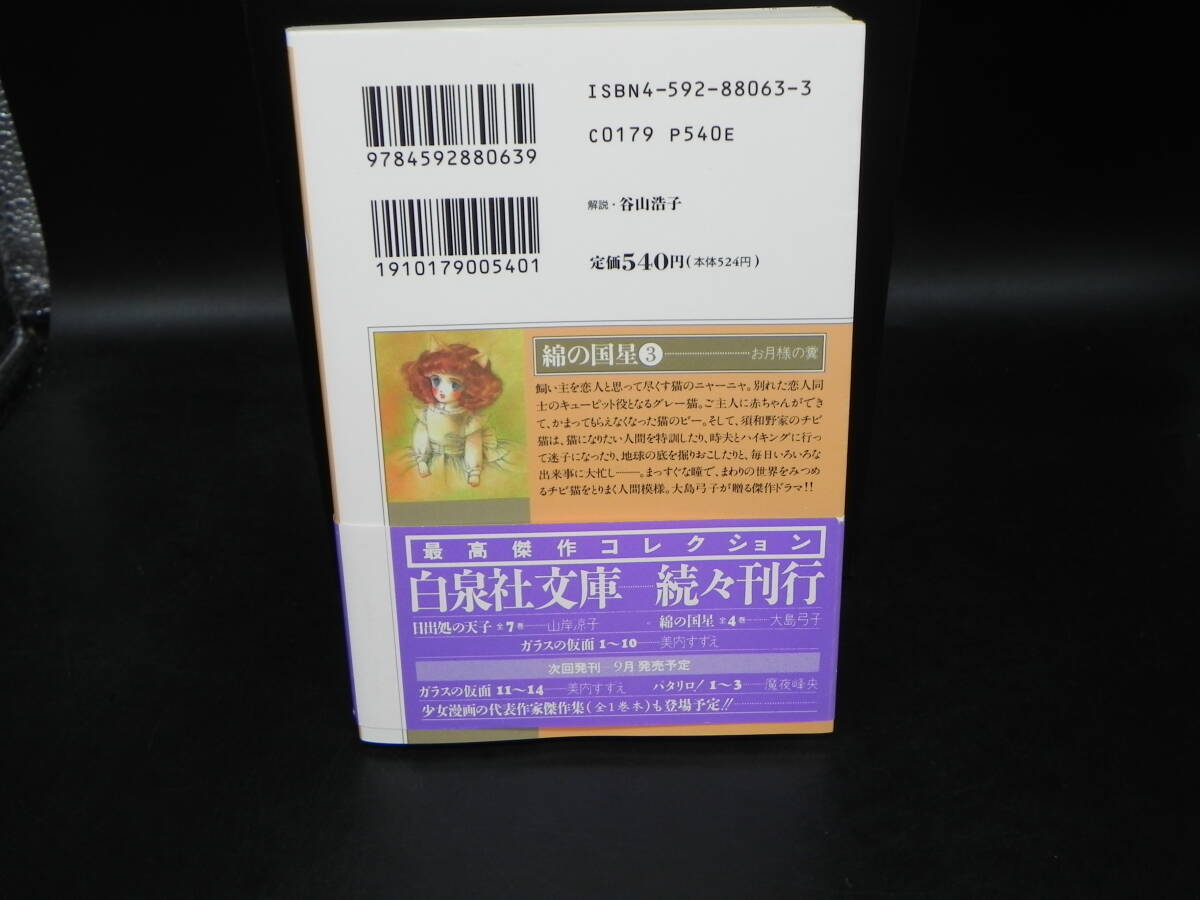 ISBN4-592-88063-3
C0179 P540E
9784592880639
1910179005401
解説・谷山浩子
定価540円(本体524円)
綿の国星3 お月様の糞
飼い主を恋人と思って尽くす猫のニャーニャ。別れた恋人同
士のキューピット役となるグレー猫。ご主人に赤ちゃんができ
て、かまってもらえなくなった猫のピー。そして、須和野家のチビ
猫は、猫になりたい人間を特訓したり、時夫とハイキングに行っ
て迷子になったり、地球の底を掘りおこしたりと、毎日いろいろな
出来事に大忙し――。まっすぐな瞳で、まわりの世界をみつめ
るチビ猫をとりまく人間模様。大島弓子が贈る傑作ドラマ!!
最高傑作コレクション
白泉社文庫……続々刊行
日出処の天子 全7巻……山岸凉子 綿の国星 全4巻……大島弓子
ガラスの仮面 1〜10……美内すずえ
次回発刊―9月発売予定
ガラスの仮面 11〜14……美内すずえ パタリロ! 1〜3……魔夜峰央
少女漫画の代表作家傑作集(全1巻本)も登場予定!!